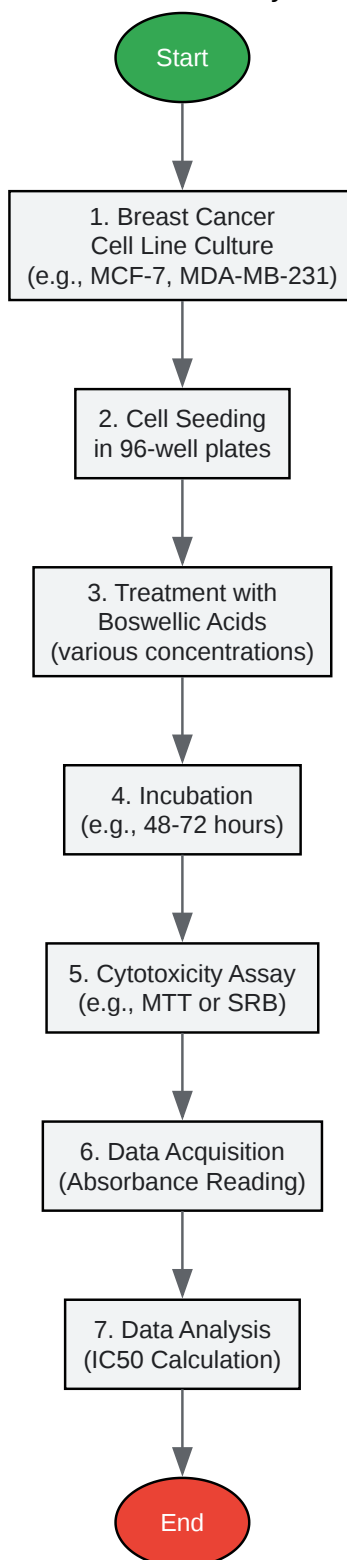 Start
1. Breast Cancer
Cell Line Culture
(e.g., MCF-7, MDA-MB-231)
2. Cell Seeding
in 96-well plates
3. Treatment with
Boswellic Acids
(various concentrations)
4. Incubation
(e.g., 48-72 hours)
5. Cytotoxicity Assay
(e.g., MTT or SRB)
6. Data Acquisition
(Absorbance Reading)
7. Data Analysis
(IC50 Calculation)
End